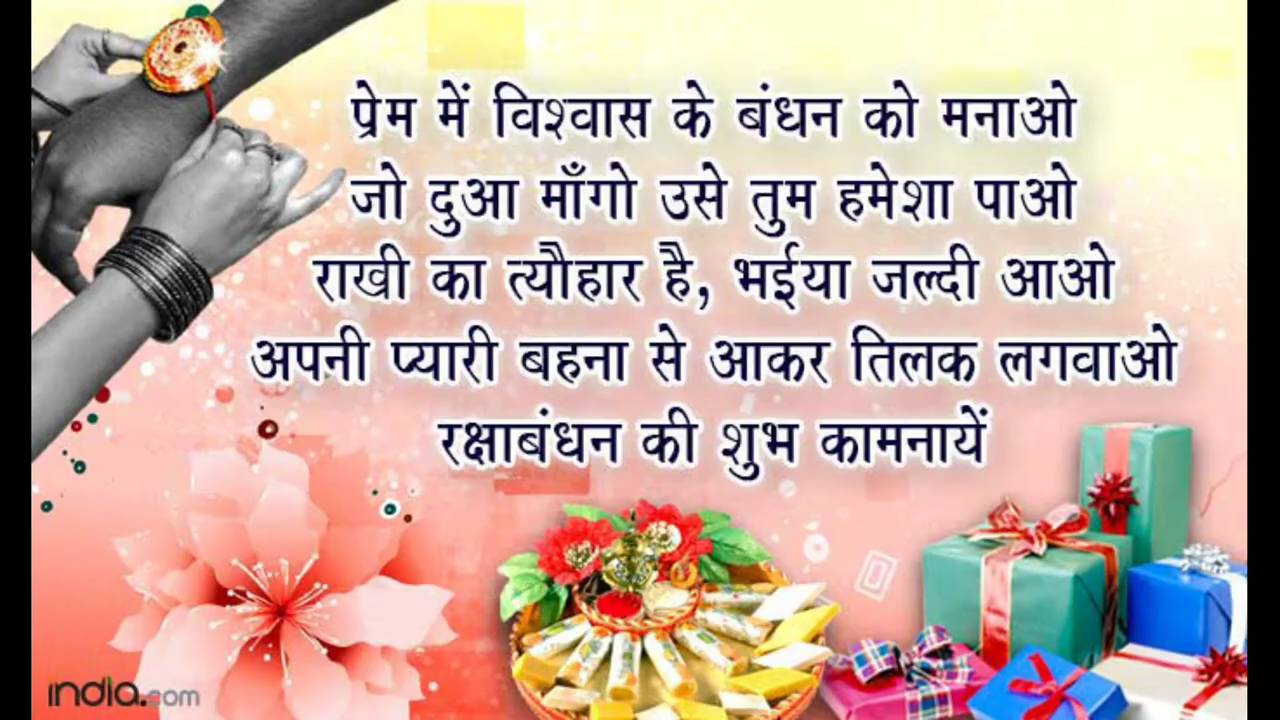 प्रेम में विश्वास के बंधन को मनाओ
जो दुआ माँगो उसे तुम हमेशा पाओ
राखी का त्यौहार है, भईया जल्दी आओ
अपनी प्यारी बहना से आकर तिलक लगवाओ
रक्षाबंधन की शुभ कामनायें
india.com